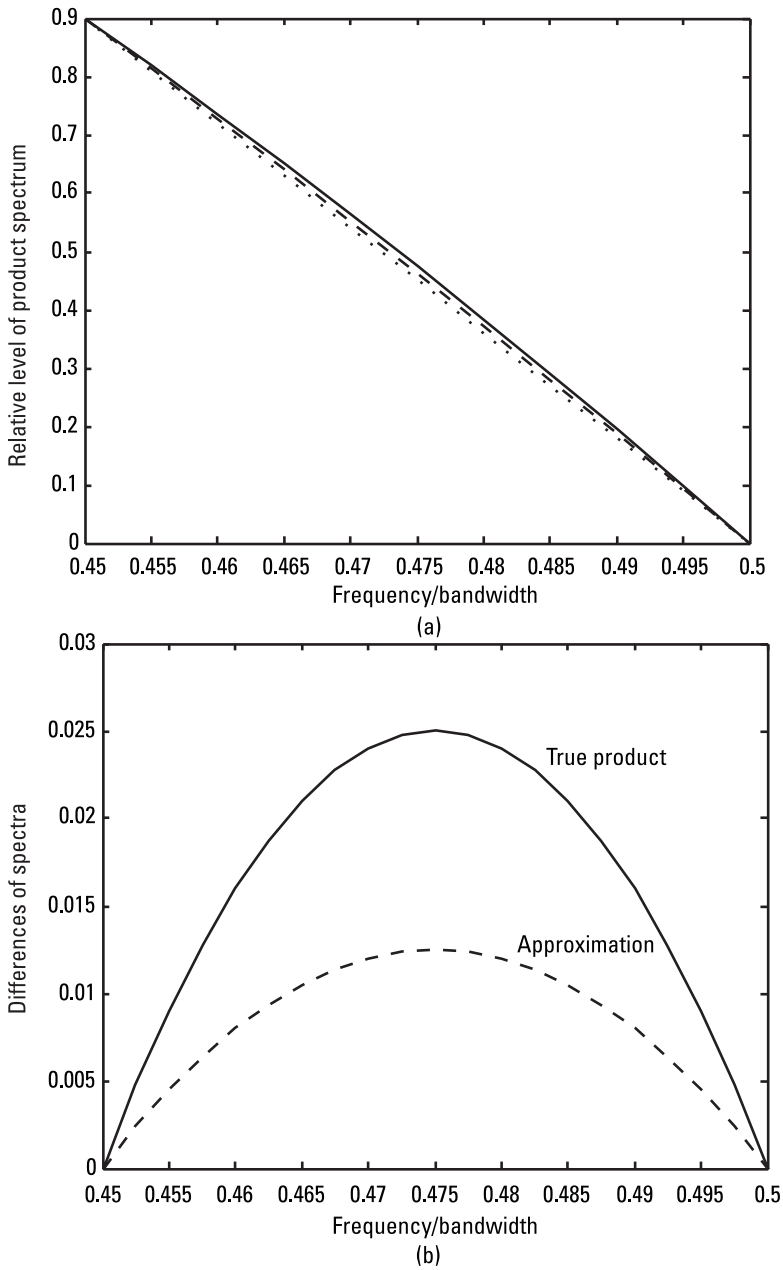 0.9
0.8
0.7
0.6
0.5
0.4
0.3
0.2
0.1
0
Relative level of product spectrum
0.45 0.455 0.46 0.465 0.47 0.475 0.48 0.485 0.49 0.495 0.5
Frequency/bandwidth
(a)
0.03
0.025
0.02
0.015
0.01
0.005
0
Differences of spectra
True product
Approximation
0.45 0.455 0.46 0.465 0.47 0.475 0.48 0.485 0.49 0.495 0.5
Frequency/bandwidth
(b)